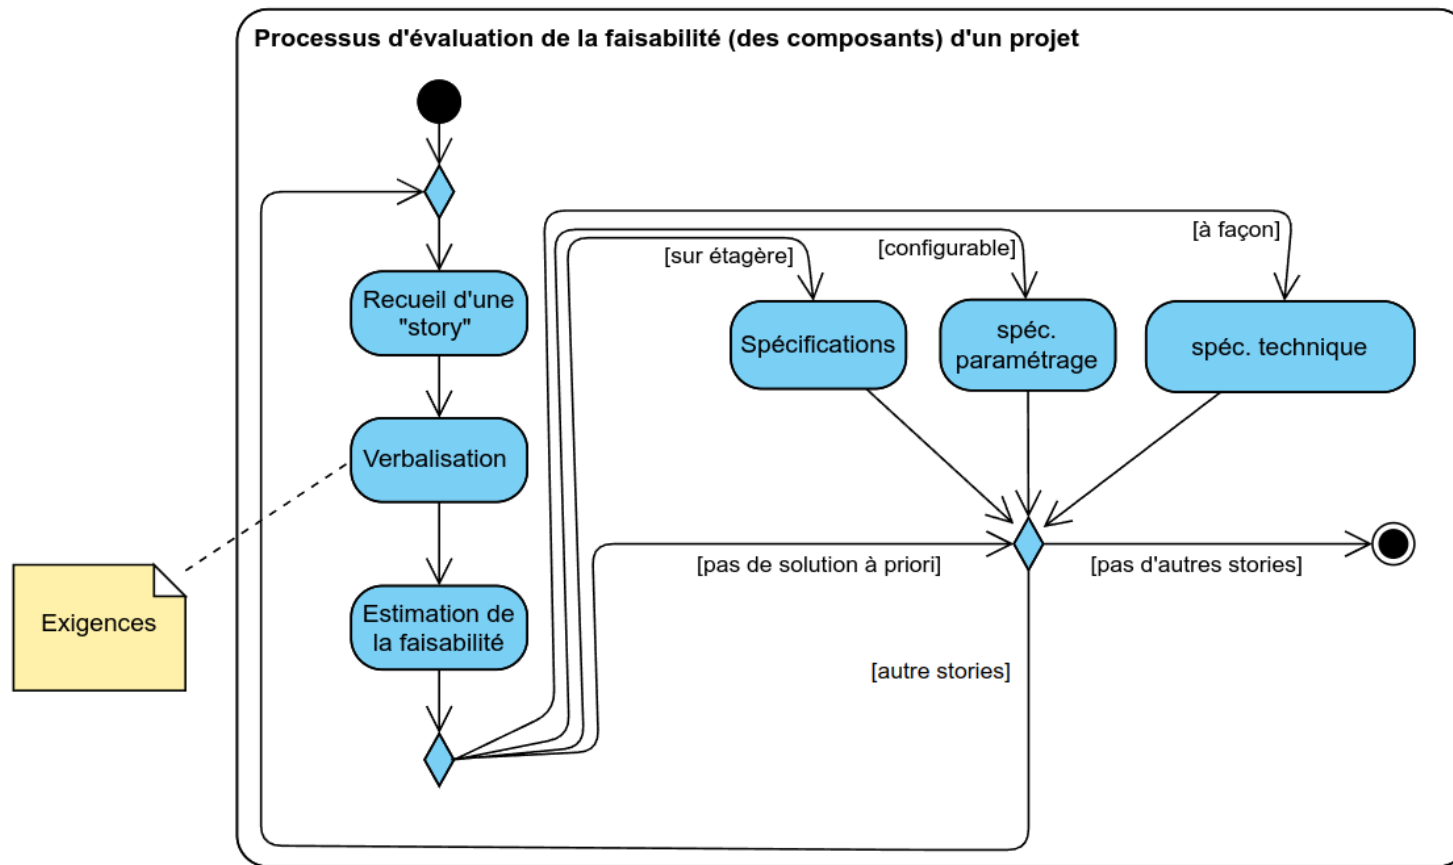 Processus d'évaluation de la faisabilité (des composants) d'un projet
[à façon]
[sur étagère]
[configurable]
Recueil d'une
"story"
Spécifications
spéc.
paramétrage
spéc. technique
Verbalisation
[pas de solution à priori]
[pas d'autres stories]
Exigences
Estimation de
la faisabilité
[autre stories]